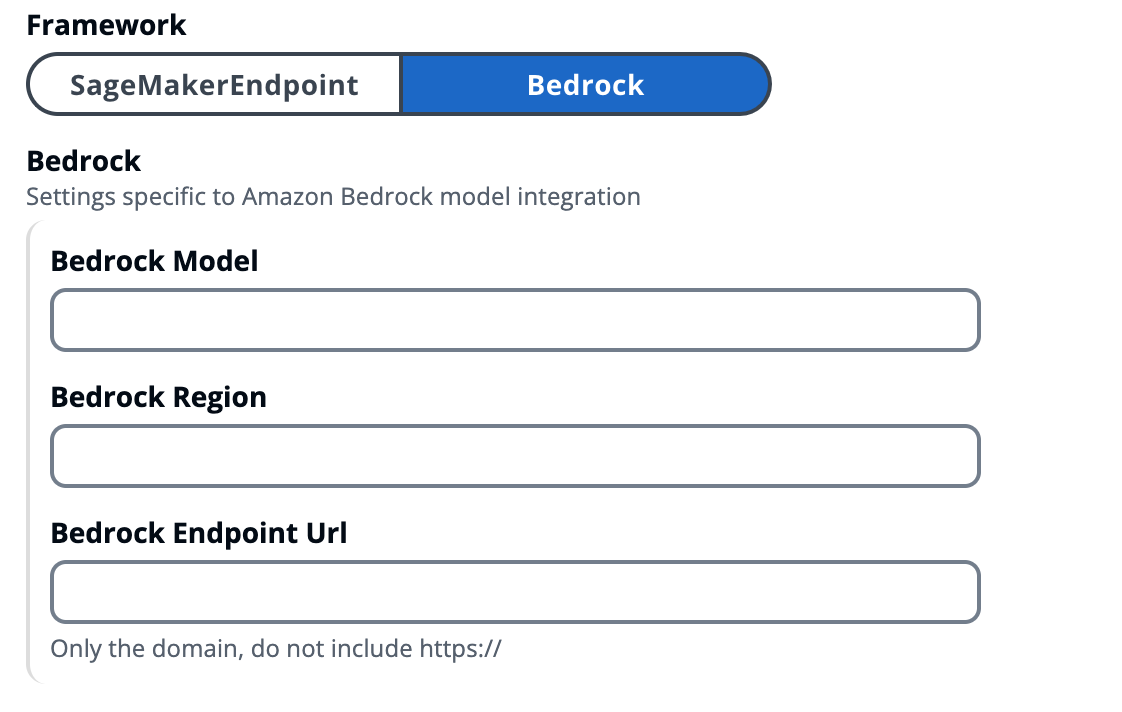 Framework
SageMakerEndpoint Bedrock
Bedrock
Settings specific to Amazon Bedrock model integration
Bedrock Model
Bedrock Region
Bedrock Endpoint Url
Only the domain, do not include https://